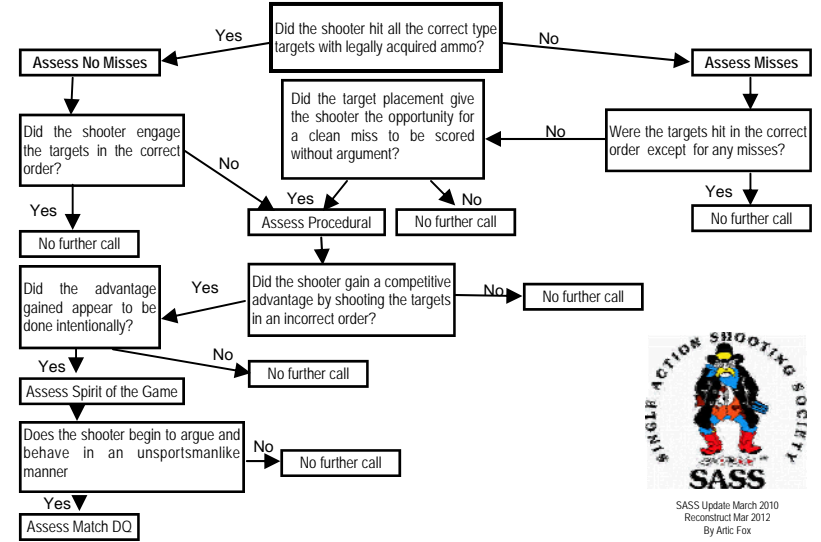 Did the shooter hit all the correct type
targets with legally acquired ammo?
Yes
No
Assess No Misses
Assess Misses
Did the target placement give
the shooter the opportunity for
a clean miss to be scored
without argument?
Did the shooter engage
the targets in the correct
order?
Were the targets hit in the correct
order except for any misses?
No
No
Yes
No
Yes
Yes
Assess Procedural
No further call
No further call
No further call
Did the advantage
gained appear to be
done intentionally?
Yes
Did the shooter gain a competitive
advantage by shooting the targets
in an incorrect order?
No
No further call
Yes
No
No further call
Assess Spirit of the Game
Does the shooter begin to argue and
behave in an unsportsmanlike
manner
No
No further call
Yes
Assess Match DQ
SINGLE ACTION SHOOTING SOCIETY
SASS
SASS Update March 2010
Reconstruct Mar 2012
By Artic Fox